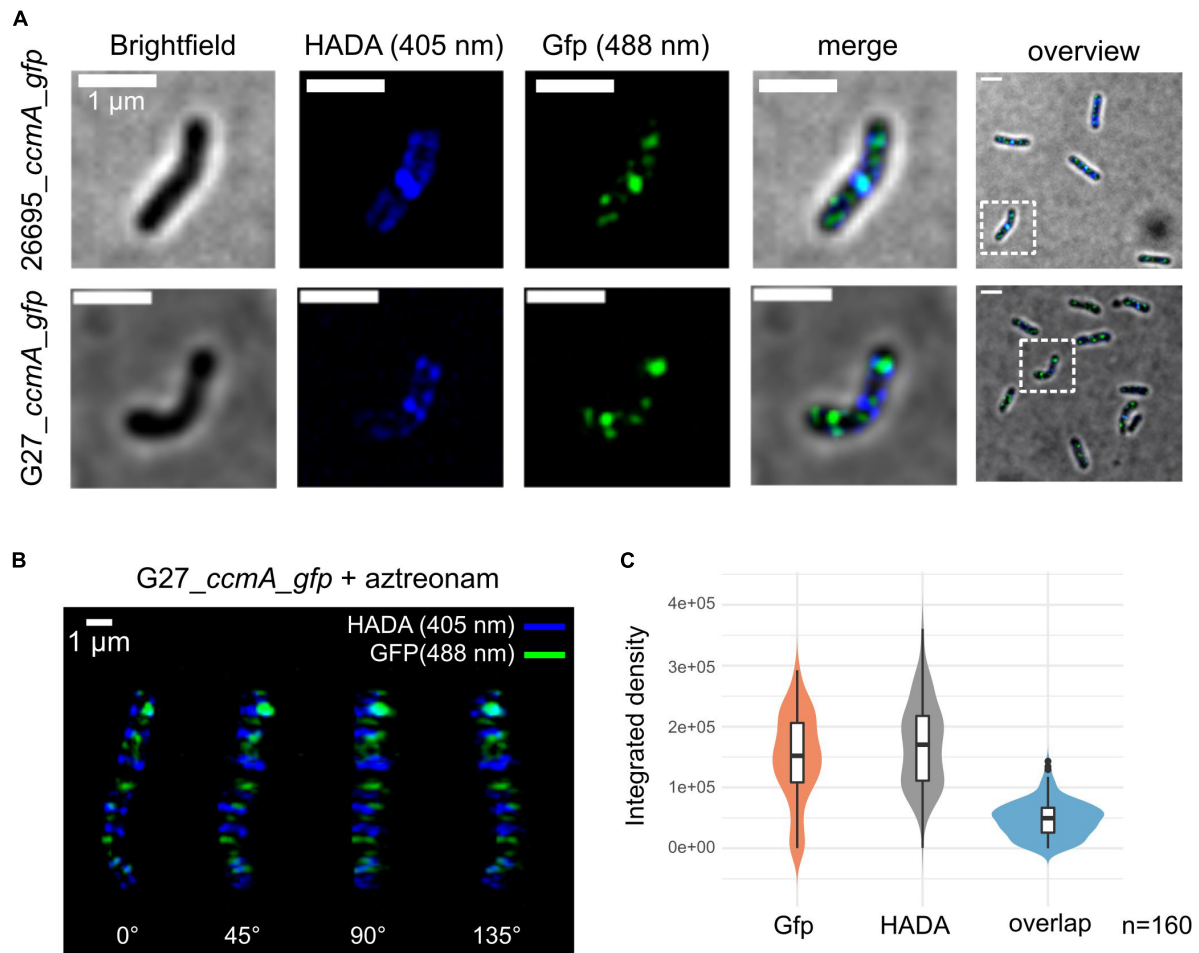 A
Brightfield
HADA (405 nm)
Gfp (488 nm)
merge
overview
26695_ccmA_gfp
1 µm
G27_ccmA_gfp
B
G27_ccmA_gfp + aztreonam
1 µm
HADA (405 nm)
GFP(488 nm)
0°
45°
90°
135°
C
Integrated density
4e+05
3e+05
2e+05
1e+05
0e+00
Gfp
HADA
overlap
n=160